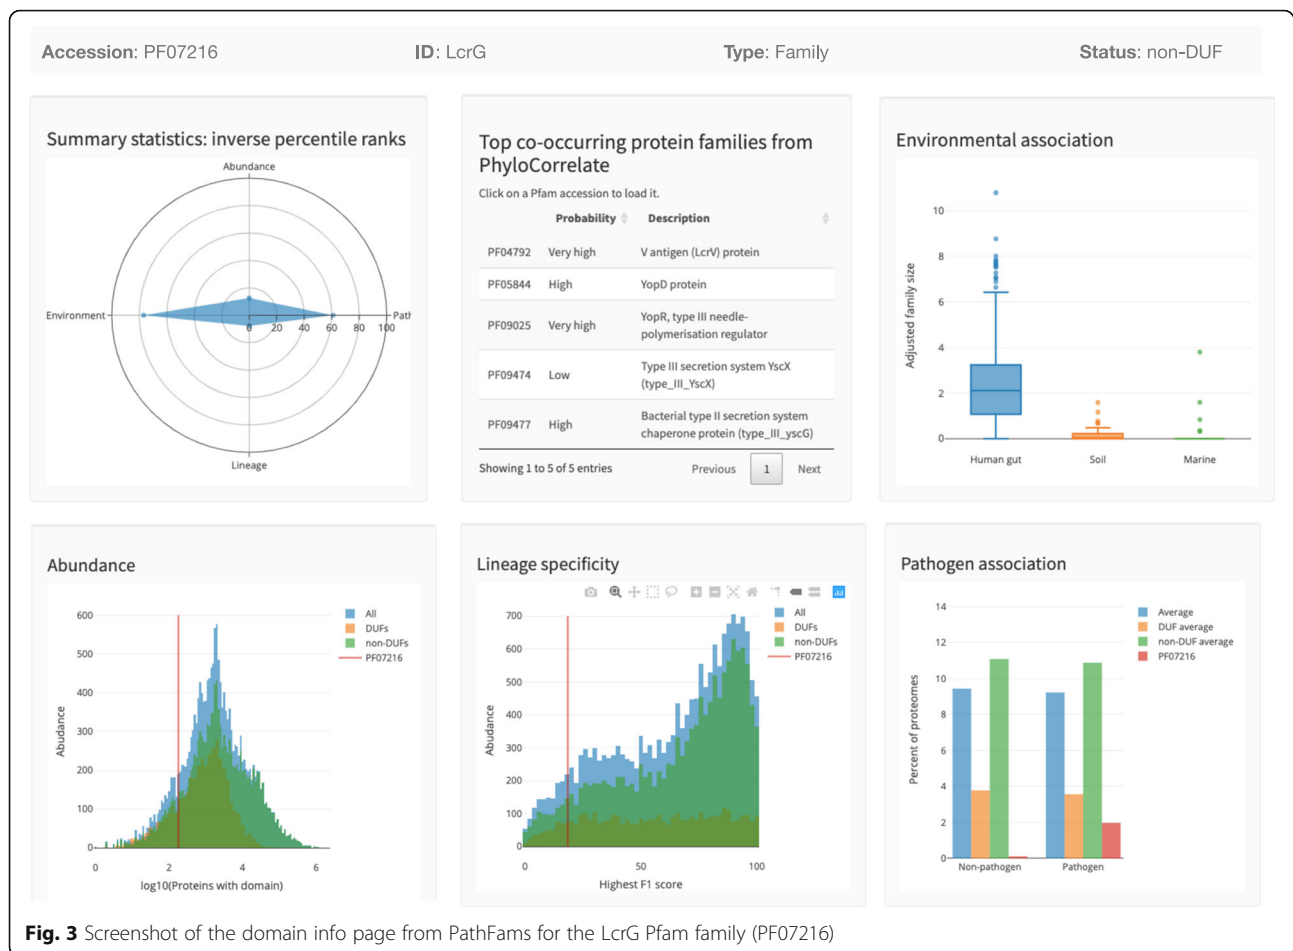 Accession: PF07216 ID: LcrG Type: Family Status: non-DUF
Summary statistics: inverse percentile ranks
Abundance
Environment
0 20 40 60 80 100
Path
Lineage
Top co-occurring protein families from
PhyloCorrelate
Click on a Pfam accession to load it.
Probability Description
PF04792 Very high V antigen (LcrV) protein
PF05844 High YopD protein
PF09025 Very high YopR, type III needle-
polymerisation regulator
PF09474 Low Type III secretion system YscX
(type_III_YscX)
PF09477 High Bacterial type II secretion system
chaperone protein (type_III_yscG)
Showing 1 to 5 of 5 entries Previous 1 Next
Environmental association
Adjusted family size
10
8
6
4
2
0
Human gut Soil Marine
Abundance
Abudance
600
500
400
300
200
100
0
0 2 4 6
log10(Proteins with domain)
All
DUFs
non-DUFs
PF07216
Lineage specificity
Abudance
700
600
500
400
300
200
100
0
0 50 100
Highest F1 score
All
DUFs
non-DUFs
PF07216
Pathogen association
Percent of proteomes
14
12
10
8
6
4
2
0
Non-pathogen Pathogen
Average
DUF average
non-DUF average
PF07216
Fig. 3 Screenshot of the domain info page from PathFams for the LcrG Pfam family (PF07216)